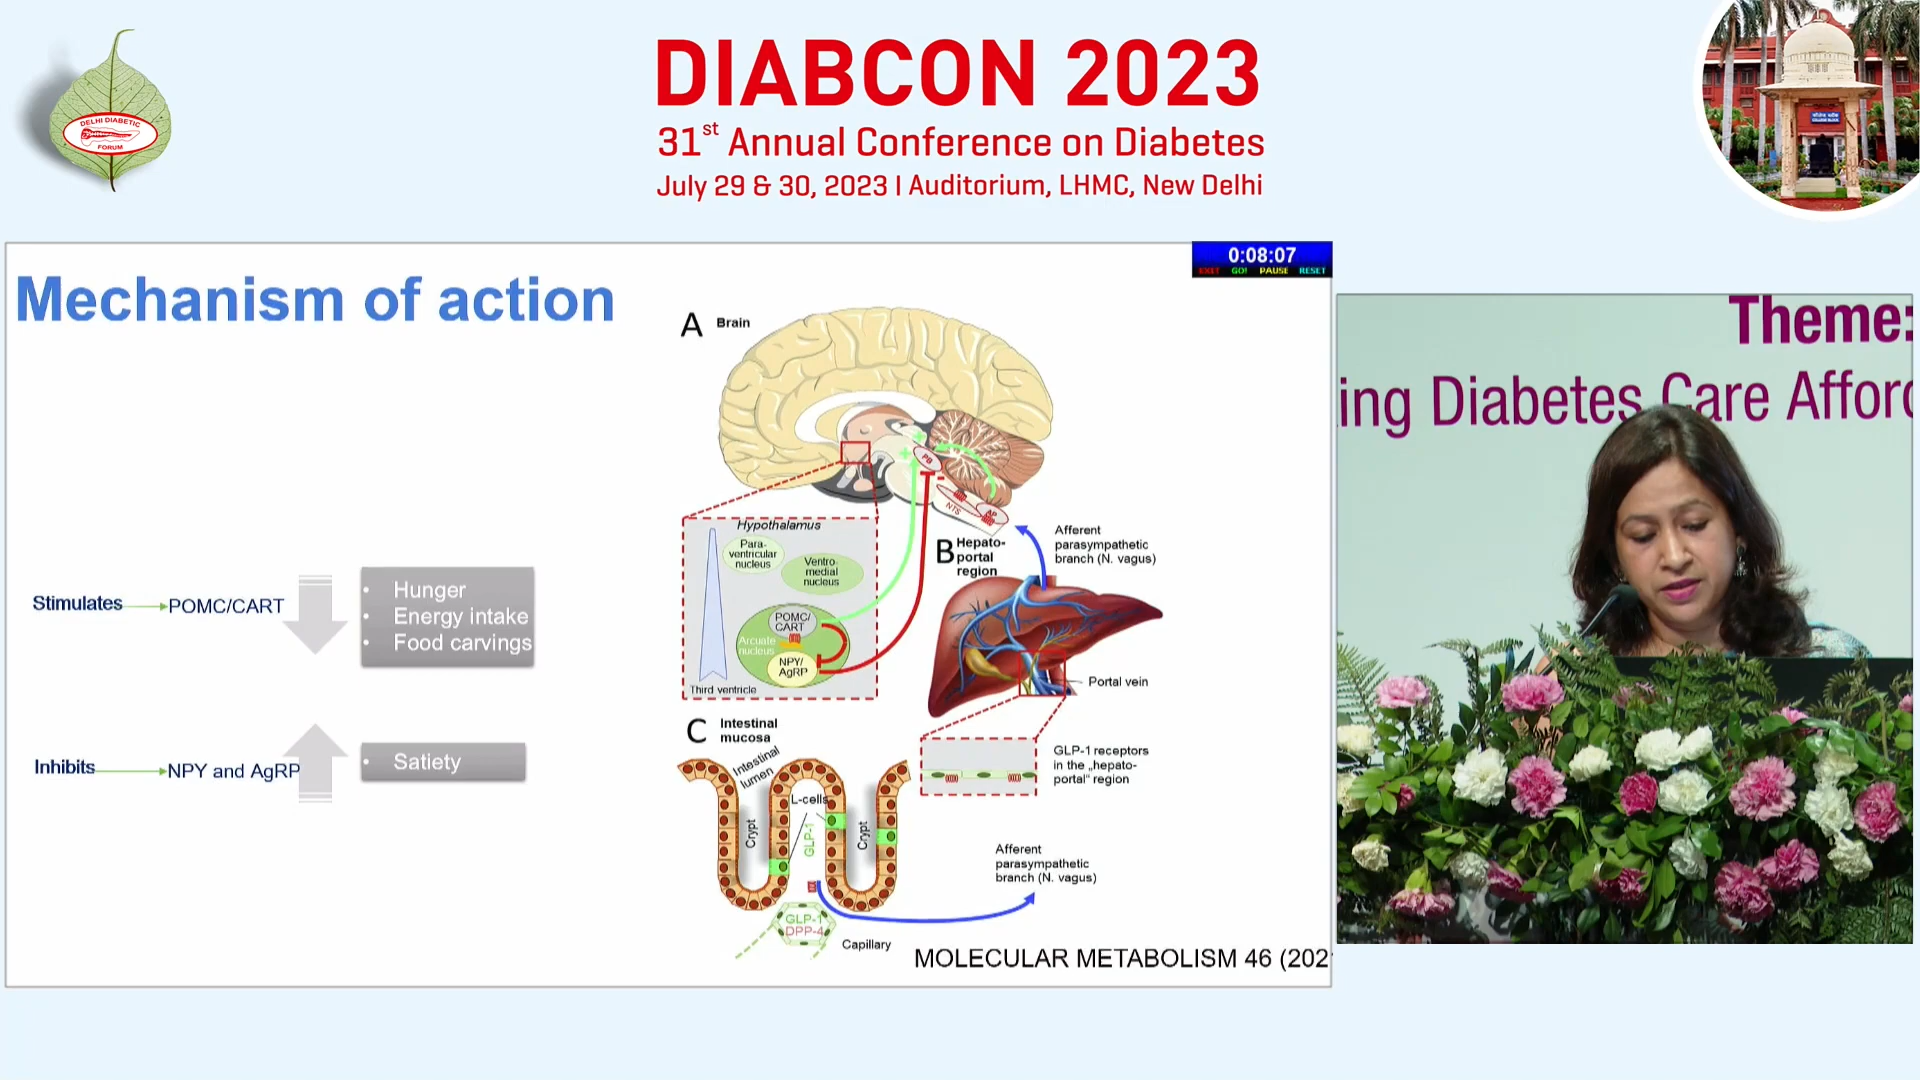 DELHI DIABETIC
FORUM
DIABCON 2023
31st Annual Conference on Diabetes
July 29 & 30, 2023 | Auditorium, LHMC, New Delhi
0:08:07
EXIT GO! PAUSE RESET
Mechanism of action
Stimulates
POMC/CART
• Hunger
• Energy intake
• Food carvings
Inhibits
NPY and AgRP
• Satiety
A Brain
PB
NTS
AP
Hypothalamus
Para-
ventricular
nucleus
Ventro-
medial
nucleus
POMC/
CART
Arcuate
nucleus
NPY/
AgRP
Third ventricle
B Hepato-
portal
region
Afferent
parasympathetic
branch (N. vagus)
Portal vein
GLP-1 receptors
in the „hepato-
portal“ region
C Intestinal
mucosa
Intestinal
lumen
L-cells
Crypt
GLP-1
Crypt
GLP-1
DPP-4
Capillary
Afferent
parasympathetic
branch (N. vagus)
MOLECULAR METABOLISM 46 (202
Theme:
ing Diabetes Care Afford